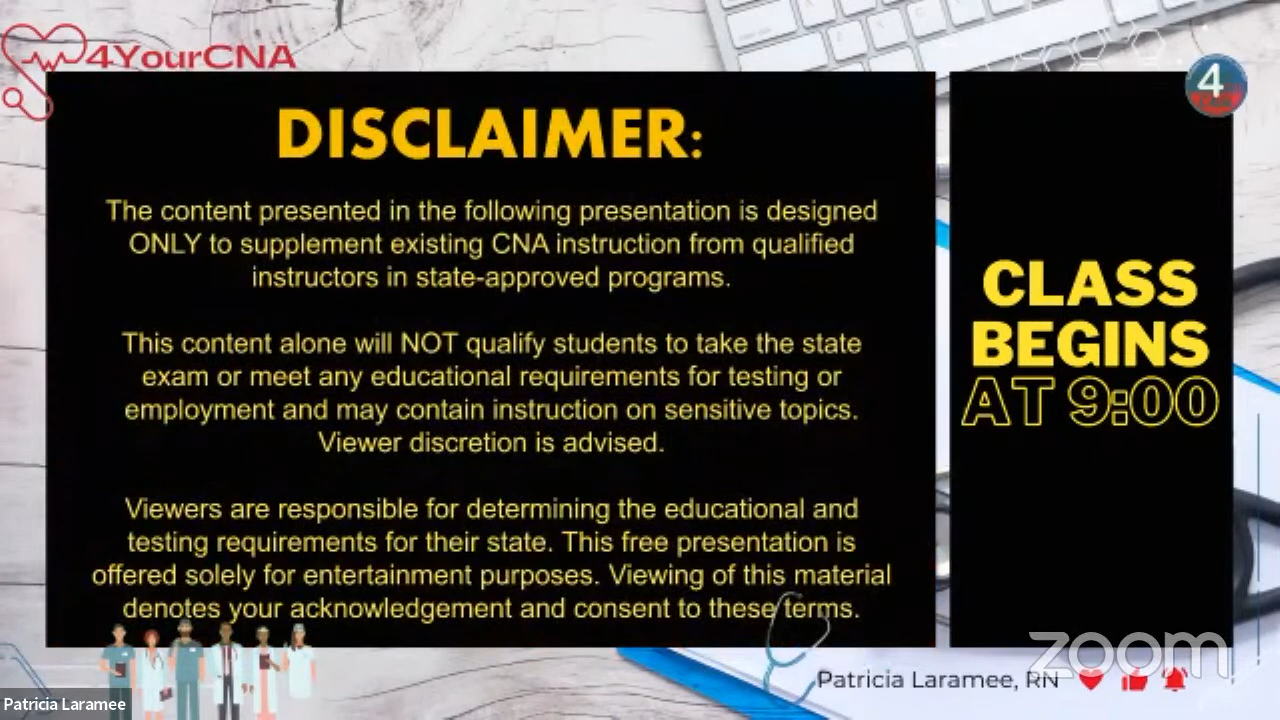 4YourCNA
4
DISCLAIMER:
The content presented in the following presentation is designed
ONLY to supplement existing CNA instruction from qualified
instructors in state-approved programs.
This content alone will NOT qualify students to take the state
exam or meet any educational requirements for testing or
employment and may contain instruction on sensitive topics.
Viewer discretion is advised.
Viewers are responsible for determining the educational and
testing requirements for their state. This free presentation is
offered solely for entertainment purposes. Viewing of this material
denotes your acknowledgement and consent to these terms.
CLASS
BEGINS
AT 9:00
zoom
Patricia Laramee, RN
Patricia Laramee